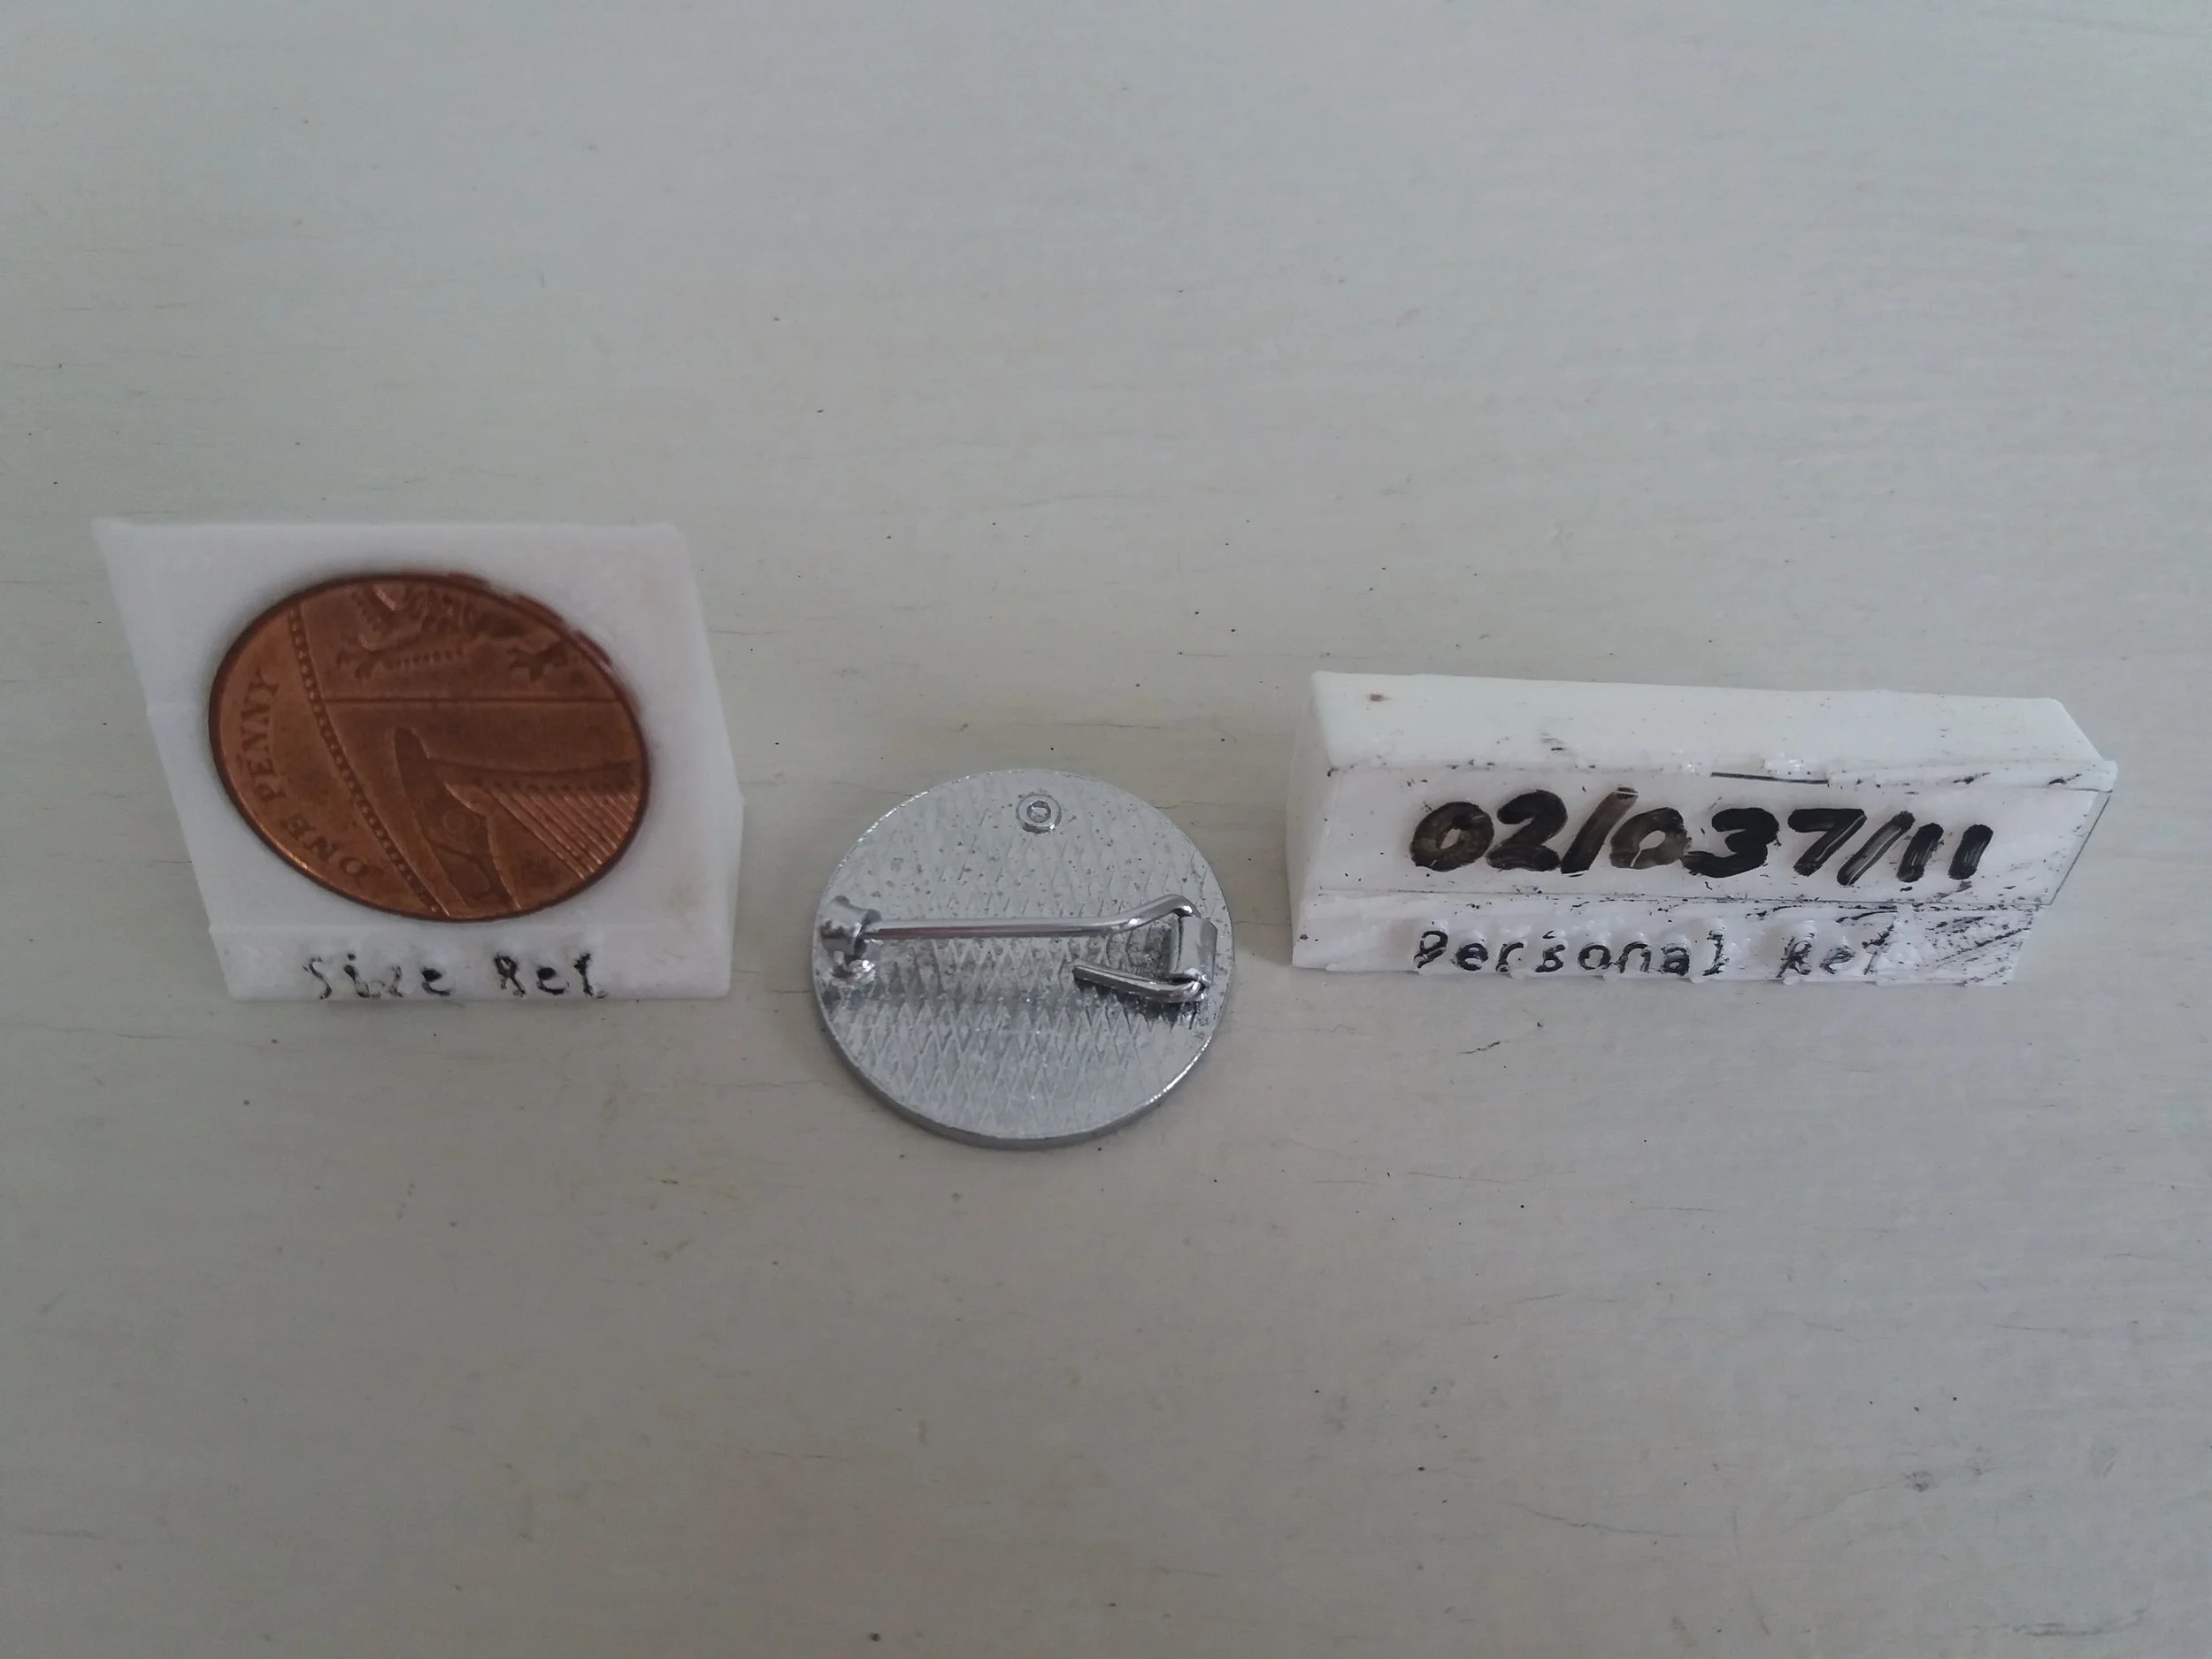 ONE PENNY
Size Ref
02/037/11
Personal Ref